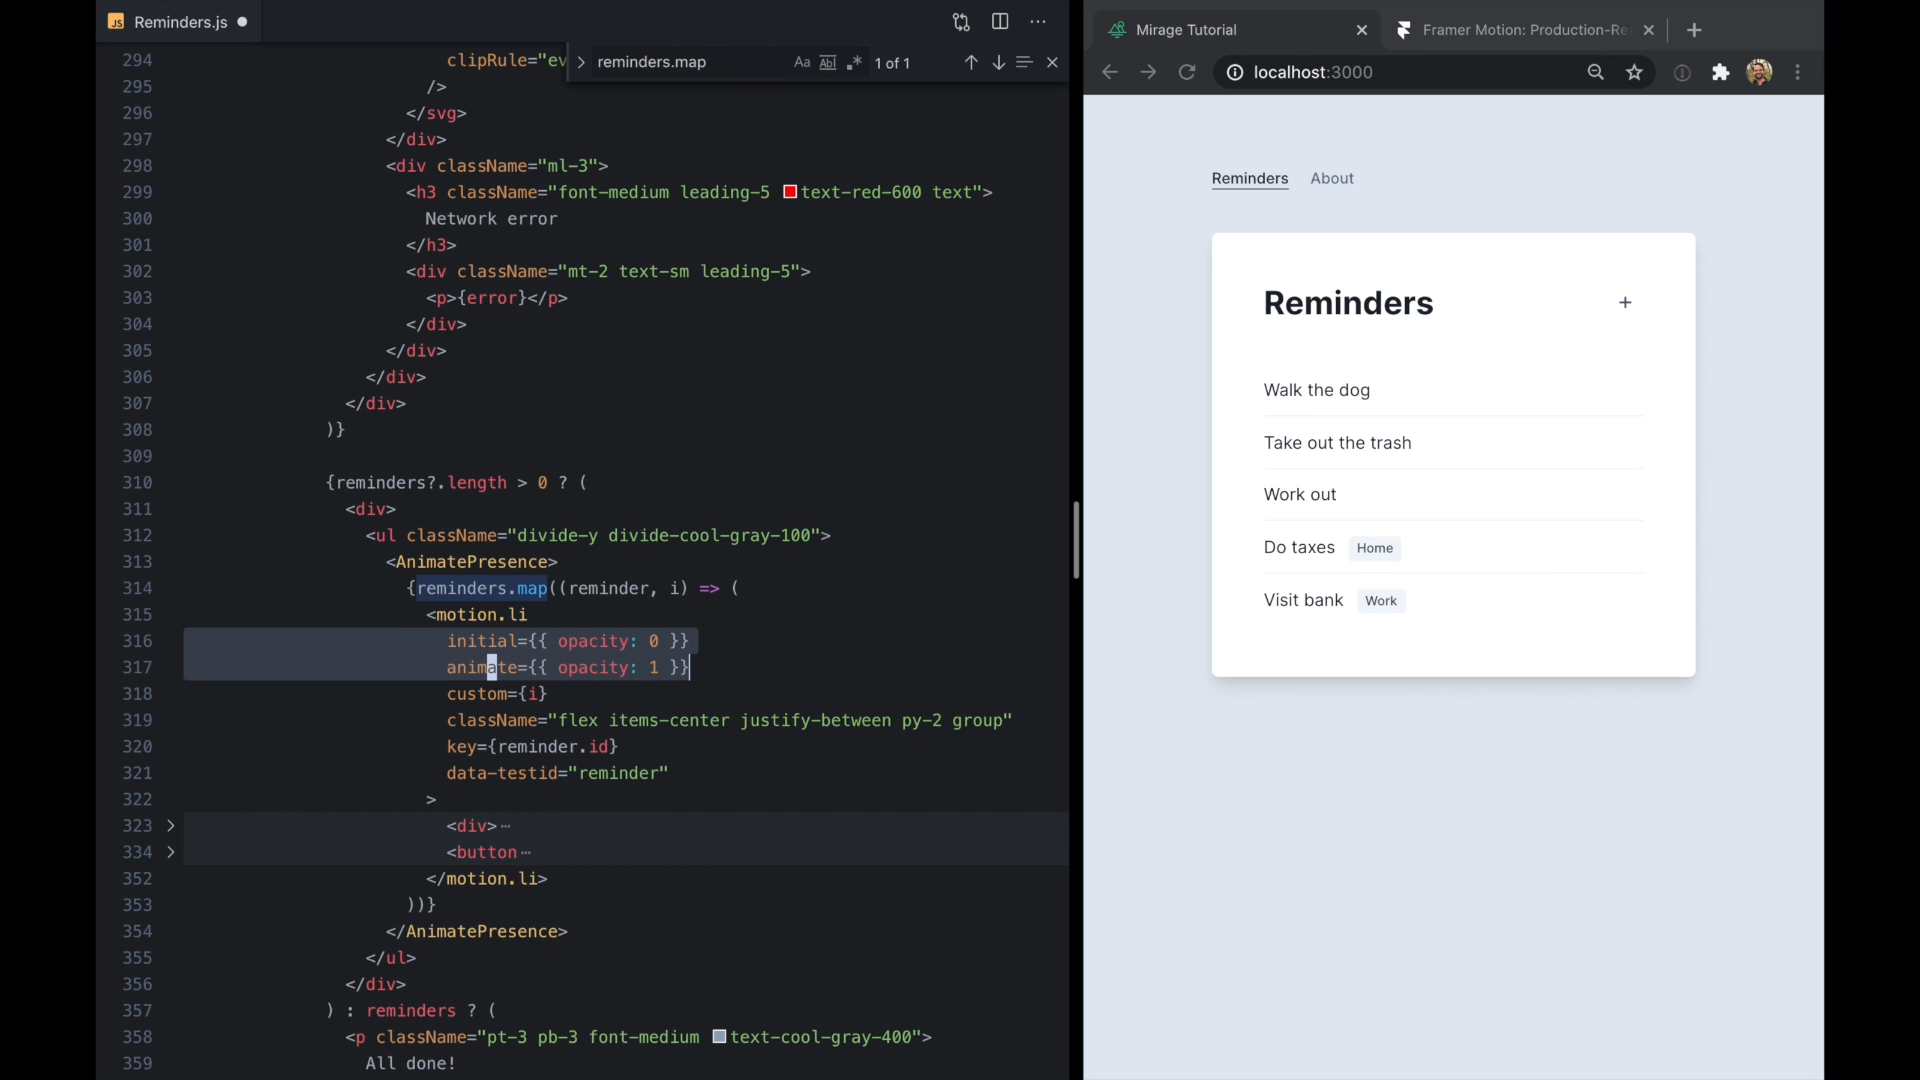 Reminders.js
reminders.map
Aa
Abl
.*
1 of 1
294 clipRule="ev
295 />
296 </svg>
297 </div>
298 <div className="ml-3">
299 <h3 className="font-medium leading-5 text-red-600 text">
300 Network error
301 </h3>
302 <div className="mt-2 text-sm leading-5">
303 <p>{error}</p>
304 </div>
305 </div>
306 </div>
307 </div>
308 )}
309
310 {reminders?.length > 0 ? (
311 <div>
312 <ul className="divide-y divide-cool-gray-100">
313 <AnimatePresence>
314 {reminders.map((reminder, i) => (
315 <motion.li
316 initial={{ opacity: 0 }}
317 animate={{ opacity: 1 }}
318 custom={i}
319 className="flex items-center justify-between py-2 group"
320 key={reminder.id}
321 data-testid="reminder"
322 >
323 <div>⋯
334 <button⋯
352 </motion.li>
353 ))}
354 </AnimatePresence>
355 </ul>
356 </div>
357 ) : reminders ? (
358 <p className="pt-3 pb-3 font-medium text-cool-gray-400">
359 All done!
Mirage Tutorial
Framer Motion: Production-Re
localhost:3000
Reminders About
Reminders +
Walk the dog
Take out the trash
Work out
Do taxes Home
Visit bank Work